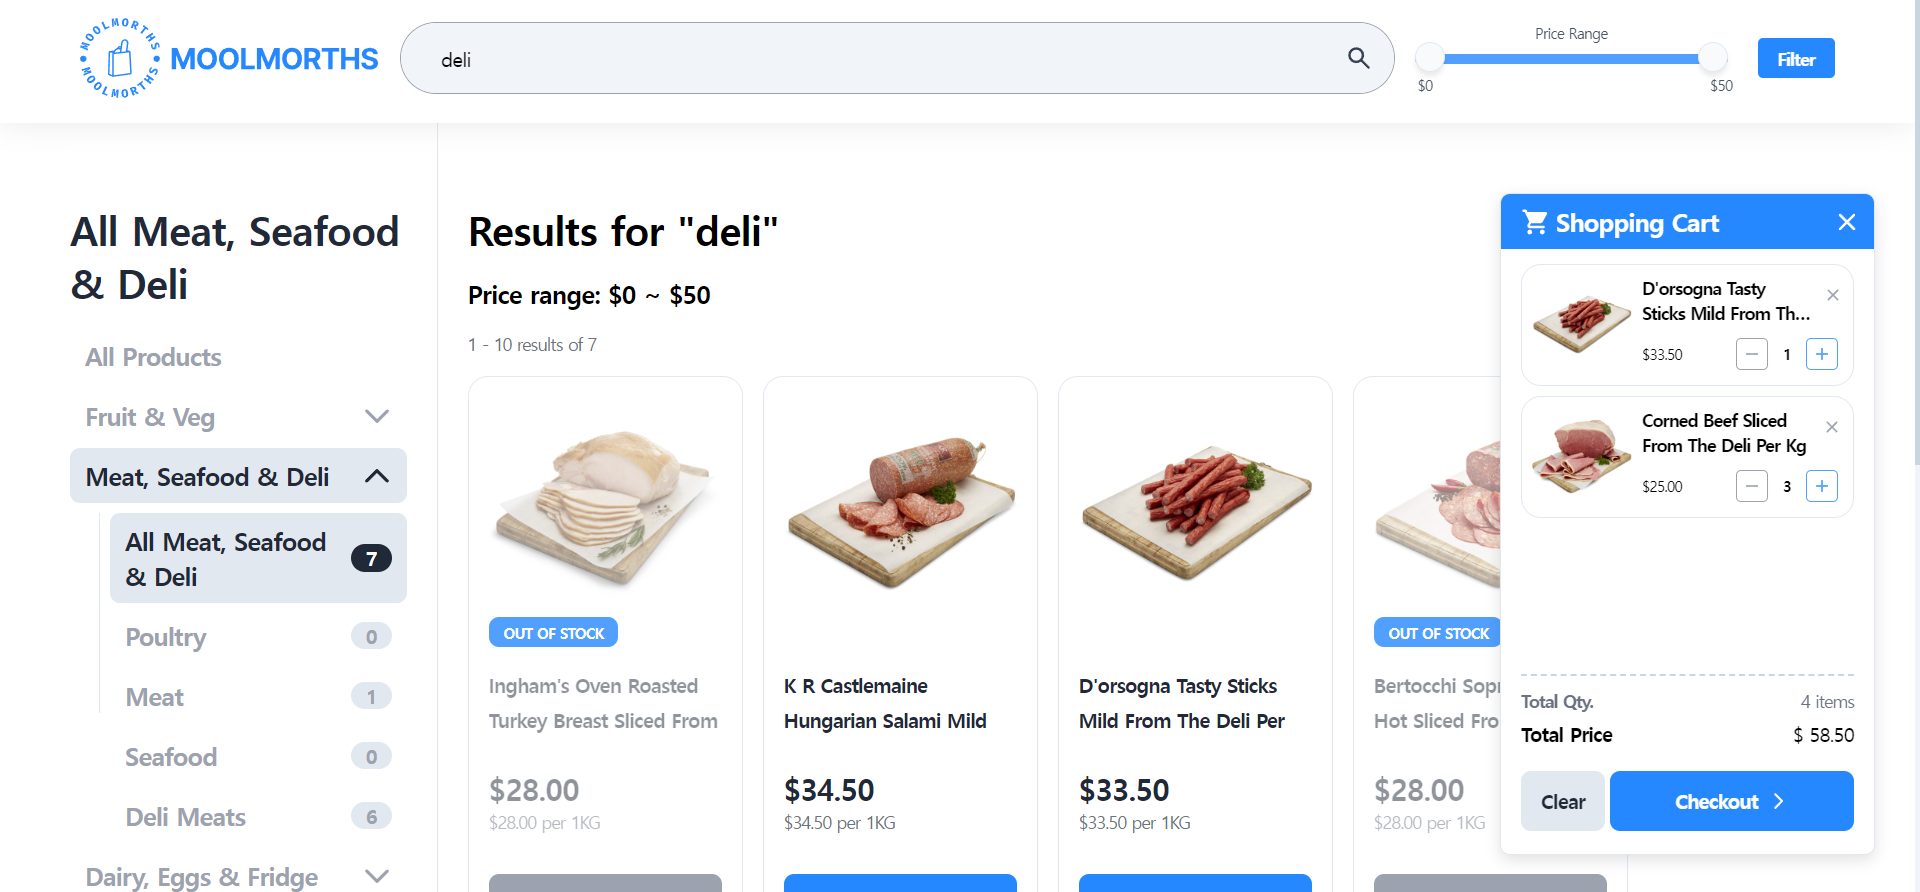 MOOLMORTHS
MOOLMORTHS
MOOLMORTHS
deli
Price Range
$0
$50
Filter
All Meat, Seafood
& Deli
All Products
Fruit & Veg
Meat, Seafood & Deli
All Meat, Seafood
& Deli
7
Poultry
0
Meat
1
Seafood
0
Deli Meats
6
Dairy, Eggs & Fridge
Results for "deli"
Price range: $0 ~ $50
1 - 10 results of 7
OUT OF STOCK
Ingham's Oven Roasted
Turkey Breast Sliced From
$28.00
$28.00 per 1KG
K R Castlemaine
Hungarian Salami Mild
$34.50
$34.50 per 1KG
D'orsogna Tasty Sticks
Mild From The Deli Per
$33.50
$33.50 per 1KG
OUT OF STOCK
Bertocchi
Hot Sliced
$28.00
$28.00 per 1KG
Shopping Cart
D'orsogna Tasty
Sticks Mild From Th...
$33.50
1
Corned Beef Sliced
From The Deli Per Kg
$25.00
3
Total Qty.
4 items
Total Price
$ 58.50
Clear
Checkout